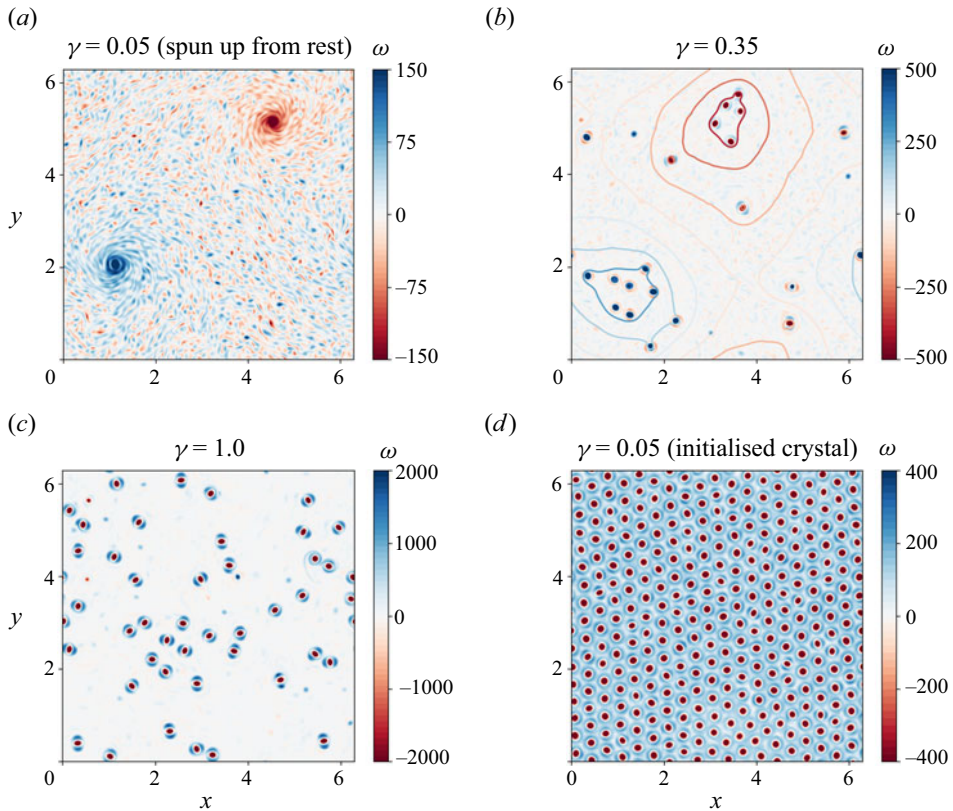 (a)
γ = 0.05 (spun up from rest)
ω
6
4
y
2
0
0 2 4 6
150
75
0
−75
−150
(b)
γ = 0.35
ω
6
4
2
0
0 2 4 6
500
250
0
−250
−500
(c)
γ = 1.0
ω
6
4
y
2
0 2 4 6
x
2000
1000
0
−1000
−2000
(d)
γ = 0.05 (initialised crystal)
ω
6
4
2
0 2 4 6
x
400
200
0
−200
−400